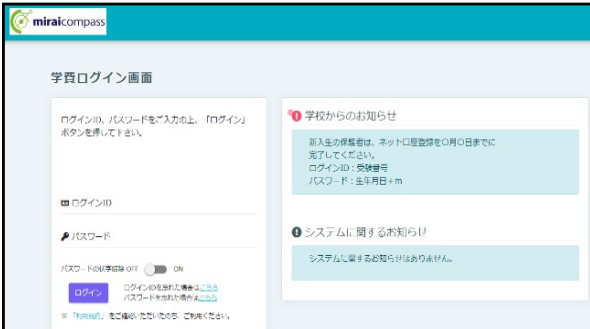 miraicompass
学費ログイン画面
ログインID、パスワードをご入力の上、「ログイン」
ボタンを押して下さい。
ログインID
パスワード
パスワードの伏字解除 OFF ON
ログイン
ログインIDを忘れた場合はこちら
パスワードを忘れた場合はこちら
※ 「利用規約」 をご確認いただいたのち、ご利用ください。
学校からのお知らせ
新入生の保護者は、ネット口座登録を〇月〇日までに
完了してください。
ログインID：受験番号
パスワード：生年月日+m
システムに関するお知らせ
システムに関するお知らせはありません。